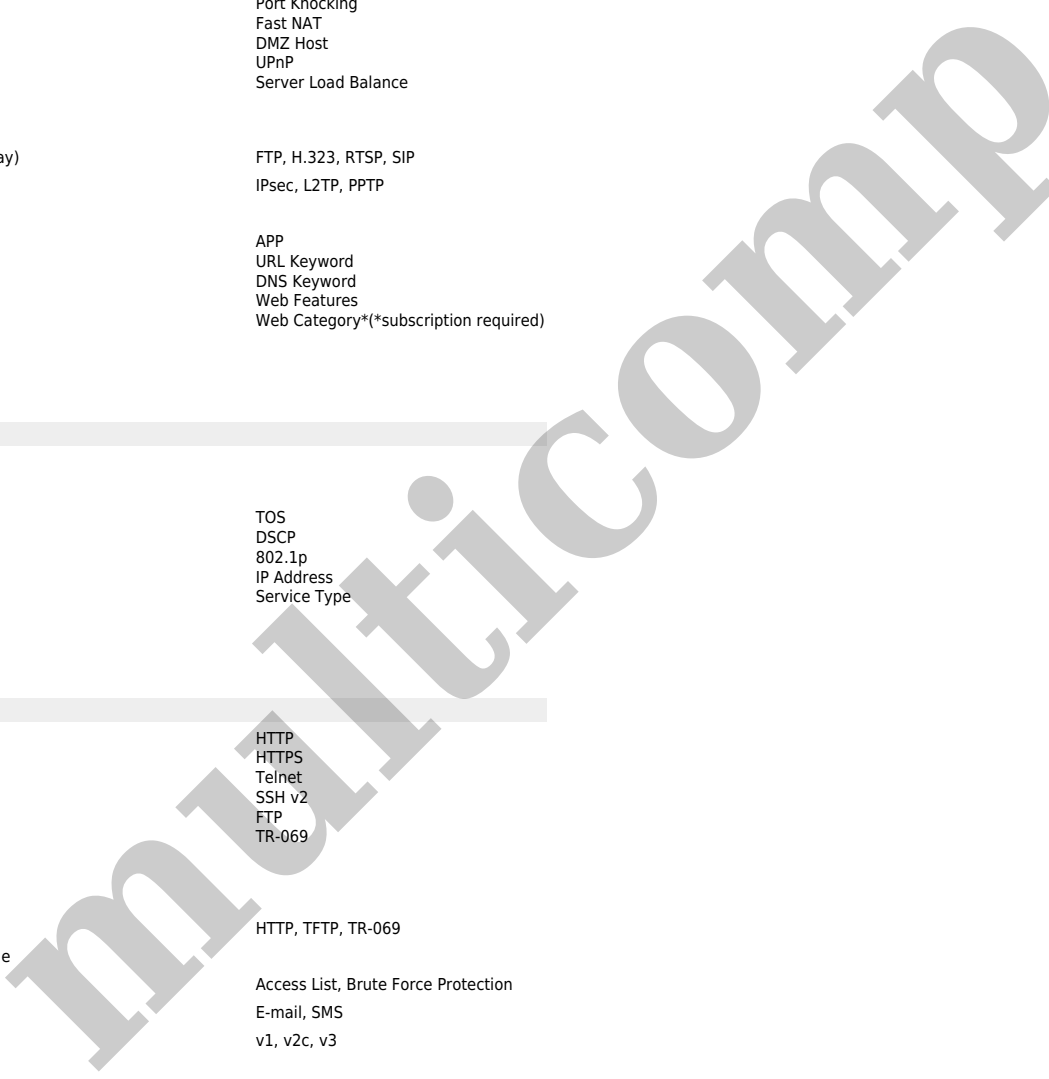 Port Knocking
Fast NAT
DMZ Host
UPnP
Server Load Balance
ay) FTP, H.323, RTSP, SIP
IPsec, L2TP, PPTP
APP
URL Keyword
DNS Keyword
Web Features
Web Category*(*subscription required)
TOS
DSCP
802.1p
IP Address
Service Type
HTTP
HTTPS
Telnet
SSH v2
FTP
TR-069
HTTP, TFTP, TR-069
e
Access List, Brute Force Protection
E-mail, SMS
v1, v2c, v3
multicomp